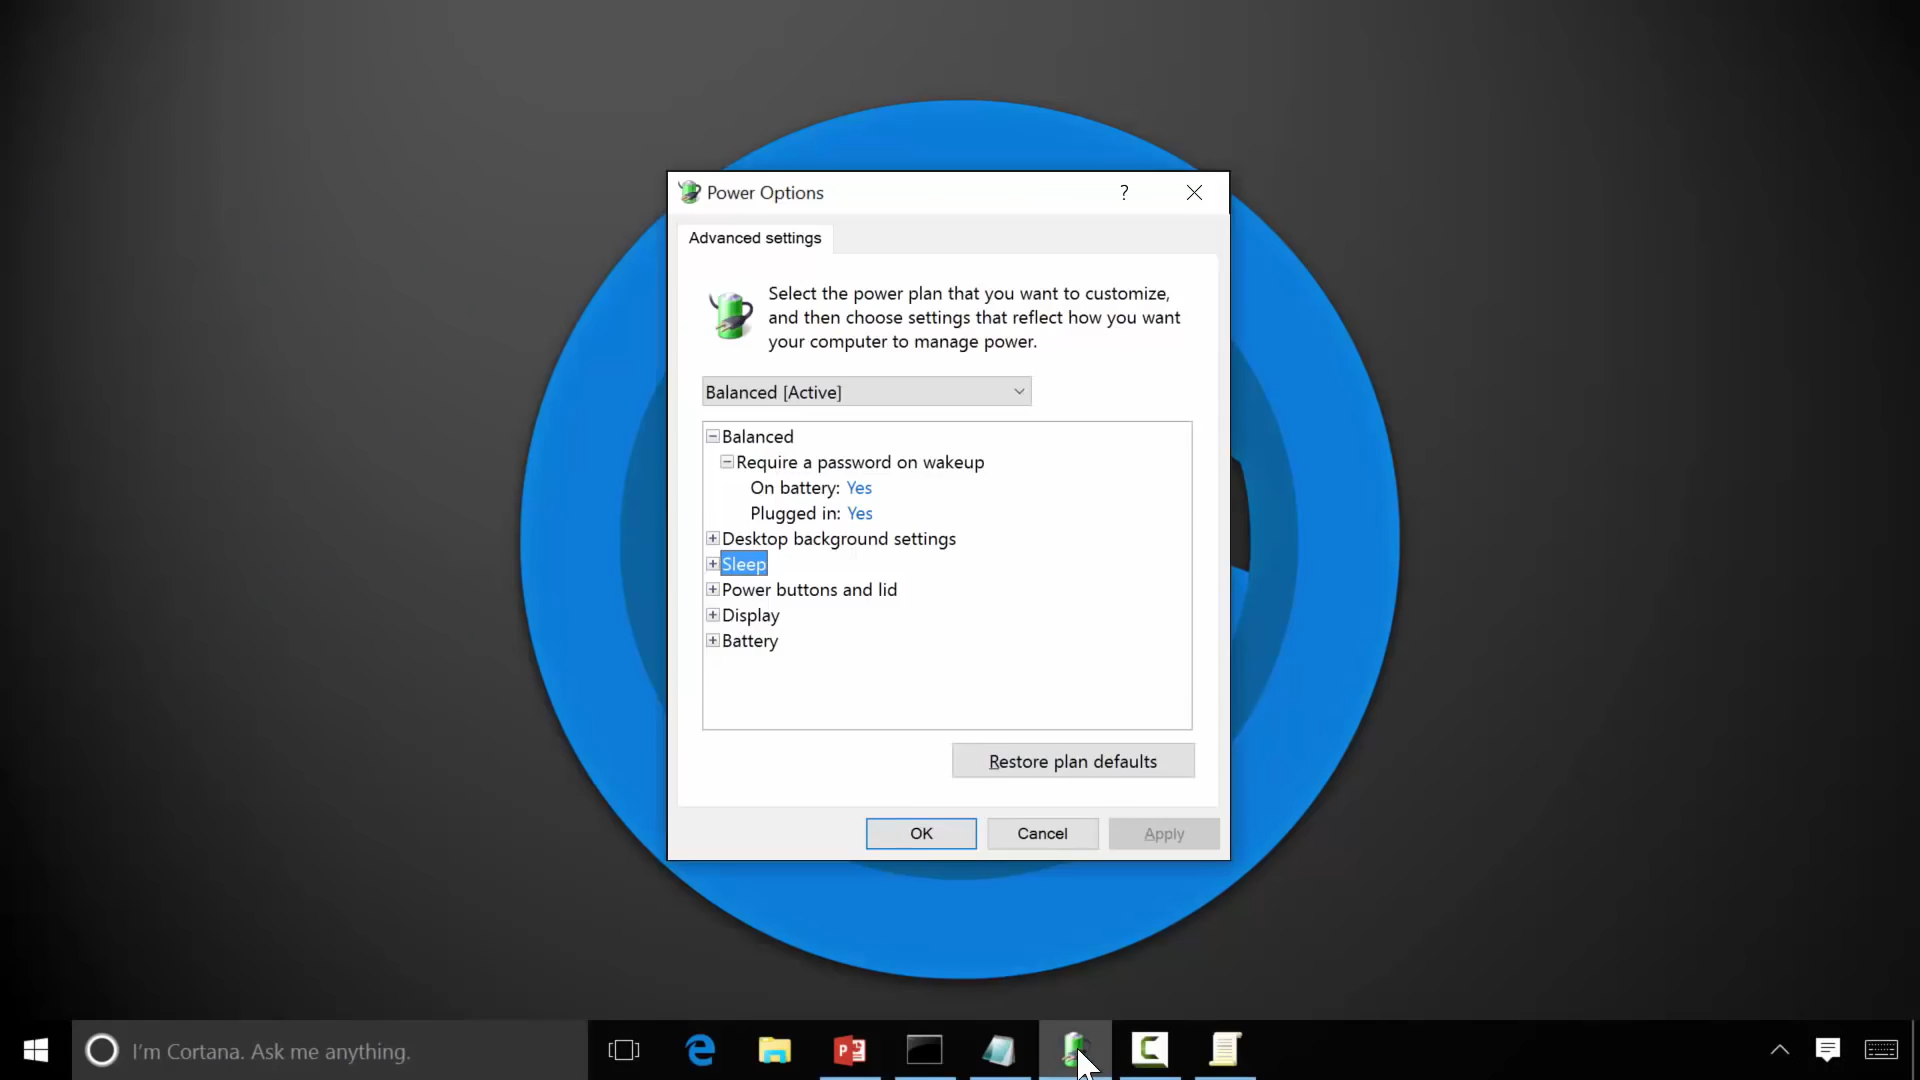 Power Options
?
Advanced settings
Select the power plan that you want to customize,
and then choose settings that reflect how you want
your computer to manage power.
Balanced [Active]
Balanced
Require a password on wakeup
On battery: Yes
Plugged in: Yes
Desktop background settings
Sleep
Power buttons and lid
Display
Battery
Restore plan defaults
OK Cancel Apply
I'm Cortana. Ask me anything.